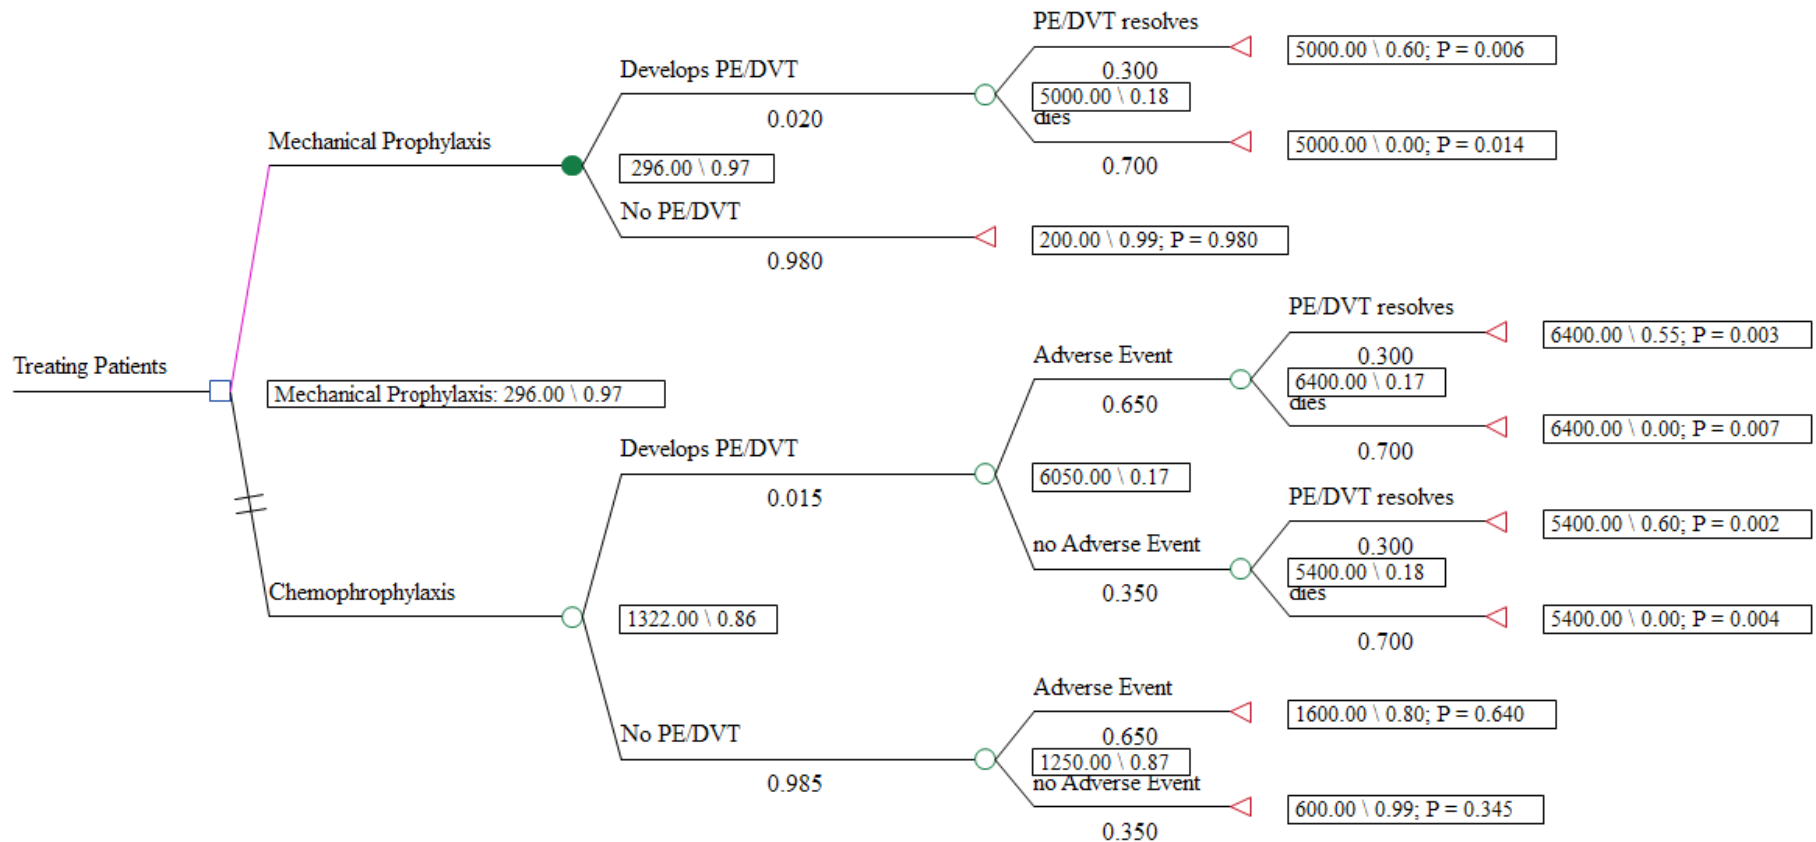 PE/DVT resolves
5000.00 \ 0.60; P = 0.006
0.300
Develops PE/DVT
5000.00 \ 0.18
0.020
dies
5000.00 \ 0.00; P = 0.014
0.700
Mechanical Prophylaxis
296.00 \ 0.97
No PE/DVT
200.00 \ 0.99; P = 0.980
0.980
Treating Patients
Mechanical Prophylaxis: 296.00 \ 0.97
PE/DVT resolves
6400.00 \ 0.55; P = 0.003
0.300
Adverse Event
6400.00 \ 0.17
0.650
dies
6400.00 \ 0.00; P = 0.007
0.700
Develops PE/DVT
6050.00 \ 0.17
0.015
PE/DVT resolves
5400.00 \ 0.60; P = 0.002
0.300
no Adverse Event
5400.00 \ 0.18
0.350
dies
5400.00 \ 0.00; P = 0.004
0.700
Chemophrophylaxis
1322.00 \ 0.86
Adverse Event
1600.00 \ 0.80; P = 0.640
0.650
No PE/DVT
1250.00 \ 0.87
0.985
no Adverse Event
600.00 \ 0.99; P = 0.345
0.350